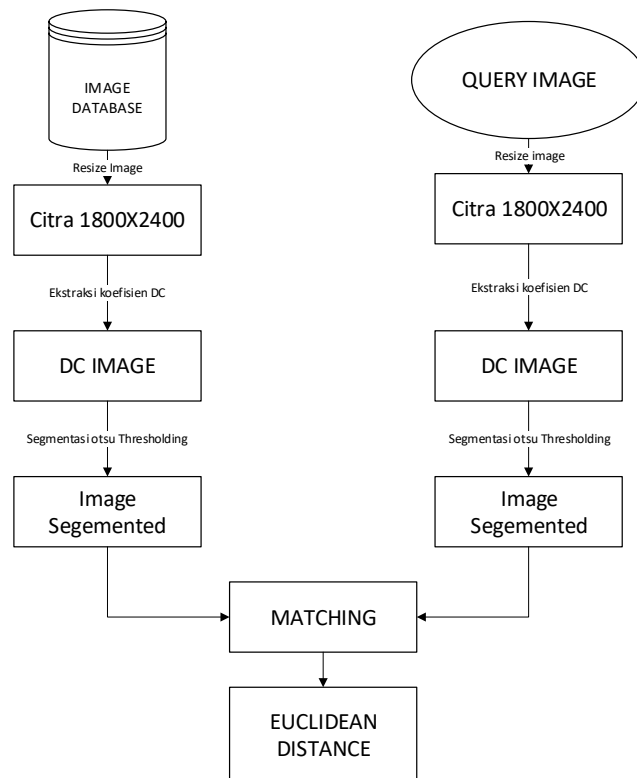 IMAGE
DATABASE
Resize Image
Citra 1800X2400
Ekstraksi koefisien DC
DC IMAGE
Segmentasi otsu Thresholding
Image
Segemented
QUERY IMAGE
Resize image
Citra 1800X2400
Ekstraksi koefisien DC
DC IMAGE
Segmentasi otsu Thresholding
Image
Segemented
MATCHING
EUCLIDEAN
DISTANCE